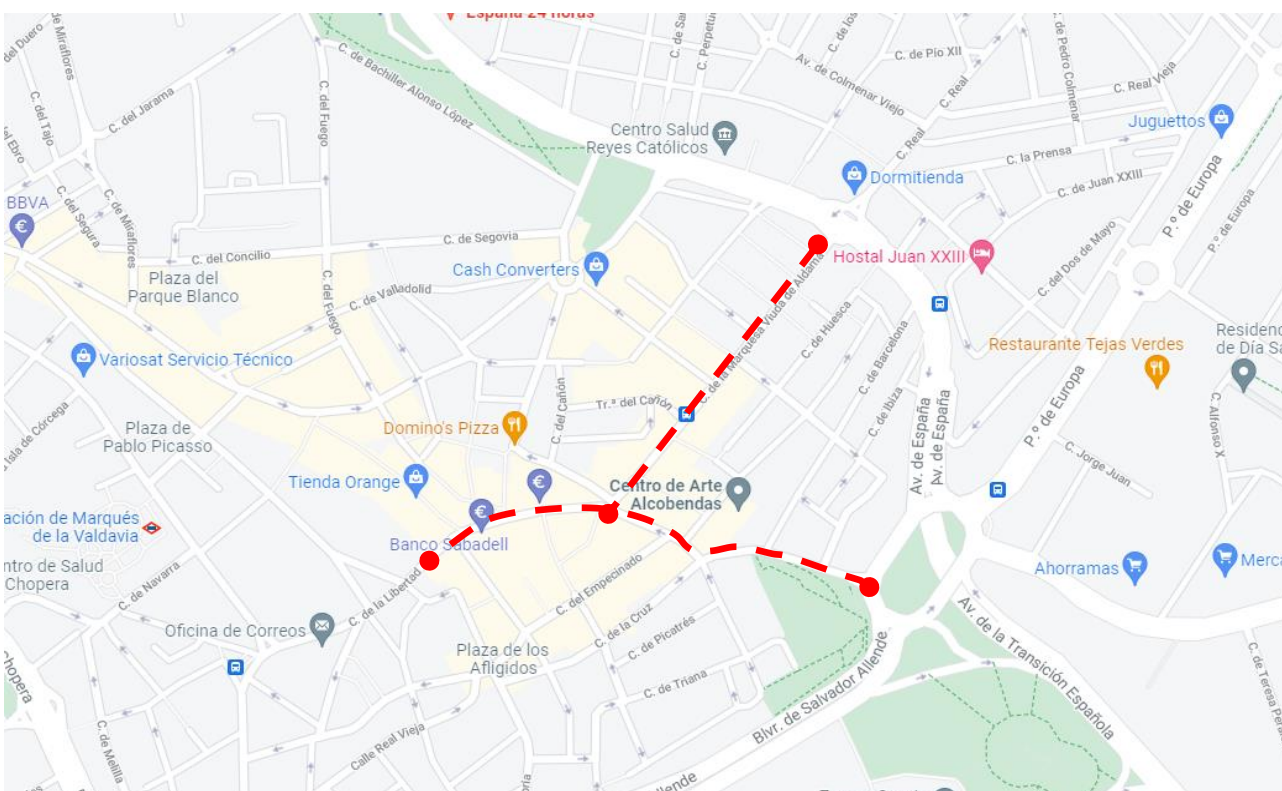 España 24 horas
C. de Pío XII
C. de Pedro Colmenar
C. Perpetu
del Duero
C. de Miraflores
C. de Bachiller Alonso López
Av. de Colmenar Viejo
C. Real
C. Real Vieja
C. del Tajo
C. del Jarama
C. del Fuego
Juguettos
Centro Salud
Reyes Católicos
C. Real
C. la Prensa
del Ebro
Dormitienda
C. de Juan XXIII
P.º de Europa
P.º de Europa
BBVA
C. del Segura
C. de Miraflores
C. de Segovia
C. del Concilio
Hostal Juan XXIII
C. del Dos de Mayo
Plaza del
Parque Blanco
C. del Fuego
C. de Valladolid
Cash Converters
C. de la Marquesa Viuda de Aldama
C. de Huesca
C. de Barcelona
Variosat Servicio Técnico
Restaurante Tejas Verdes
Residenc
de Día Sa
C. de Ibiza
P.º de Europa
Isla de Córcega
Plaza de
Pablo Picasso
Domino's Pizza
C. del Cañón
Tr.ª del Cañón
Av. de España
Av. de España
C. Alfonso X
C. Jorge Juan
Tienda Orange
Centro de Arte
Alcobendas
ación de Marqués
de la Valdavia
Banco Sabadell
ntro de Salud
Chopera
C. de Navarra
C. de la Libertad
C. del Empecinado
Ahorramas
Merca
Oficina de Correos
C. de la Cruz
C. de Picatrés
Plaza de los
Afligidos
Av. de la Transición Española
C. de Triana
Blvr. de Salvador Allende
Chopera
C. de Melilla
Calle Real Vieja
C. de Teresa Pera
llende